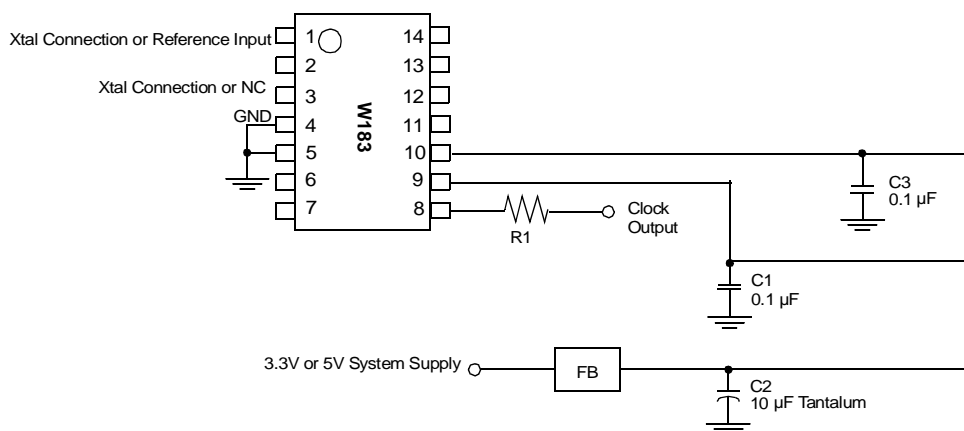 Xtal Connection or Reference Input
1
14
2
13
Xtal Connection or NC
3
12
GND
4
11
W183
5
10
6
9
7
8
C3
0.1 µF
R1
Clock
Output
C1
0.1 µF
3.3V or 5V System Supply
FB
C2
10 µF Tantalum